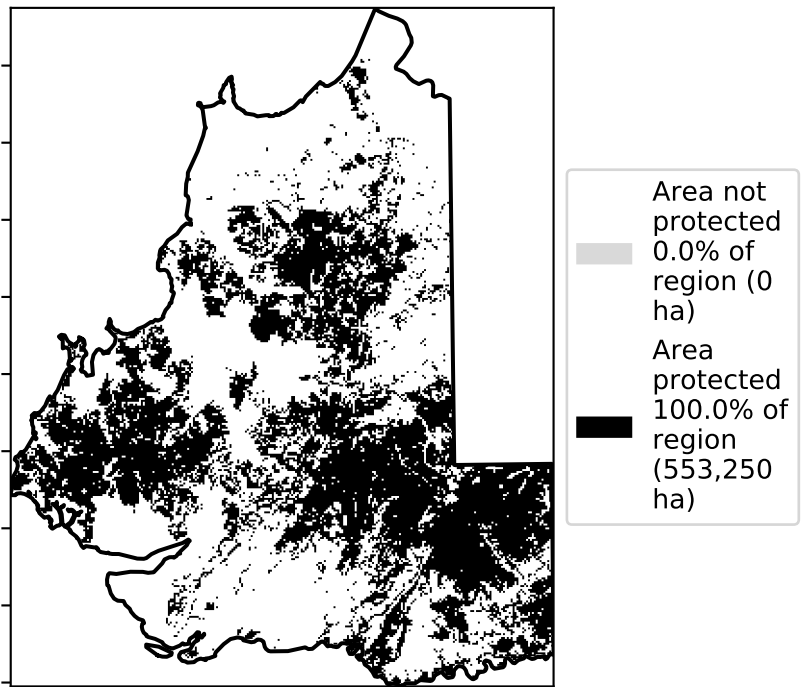 Area not
protected
0.0% of
region (0
ha)
Area
protected
100.0% of
region
(553,250
ha)